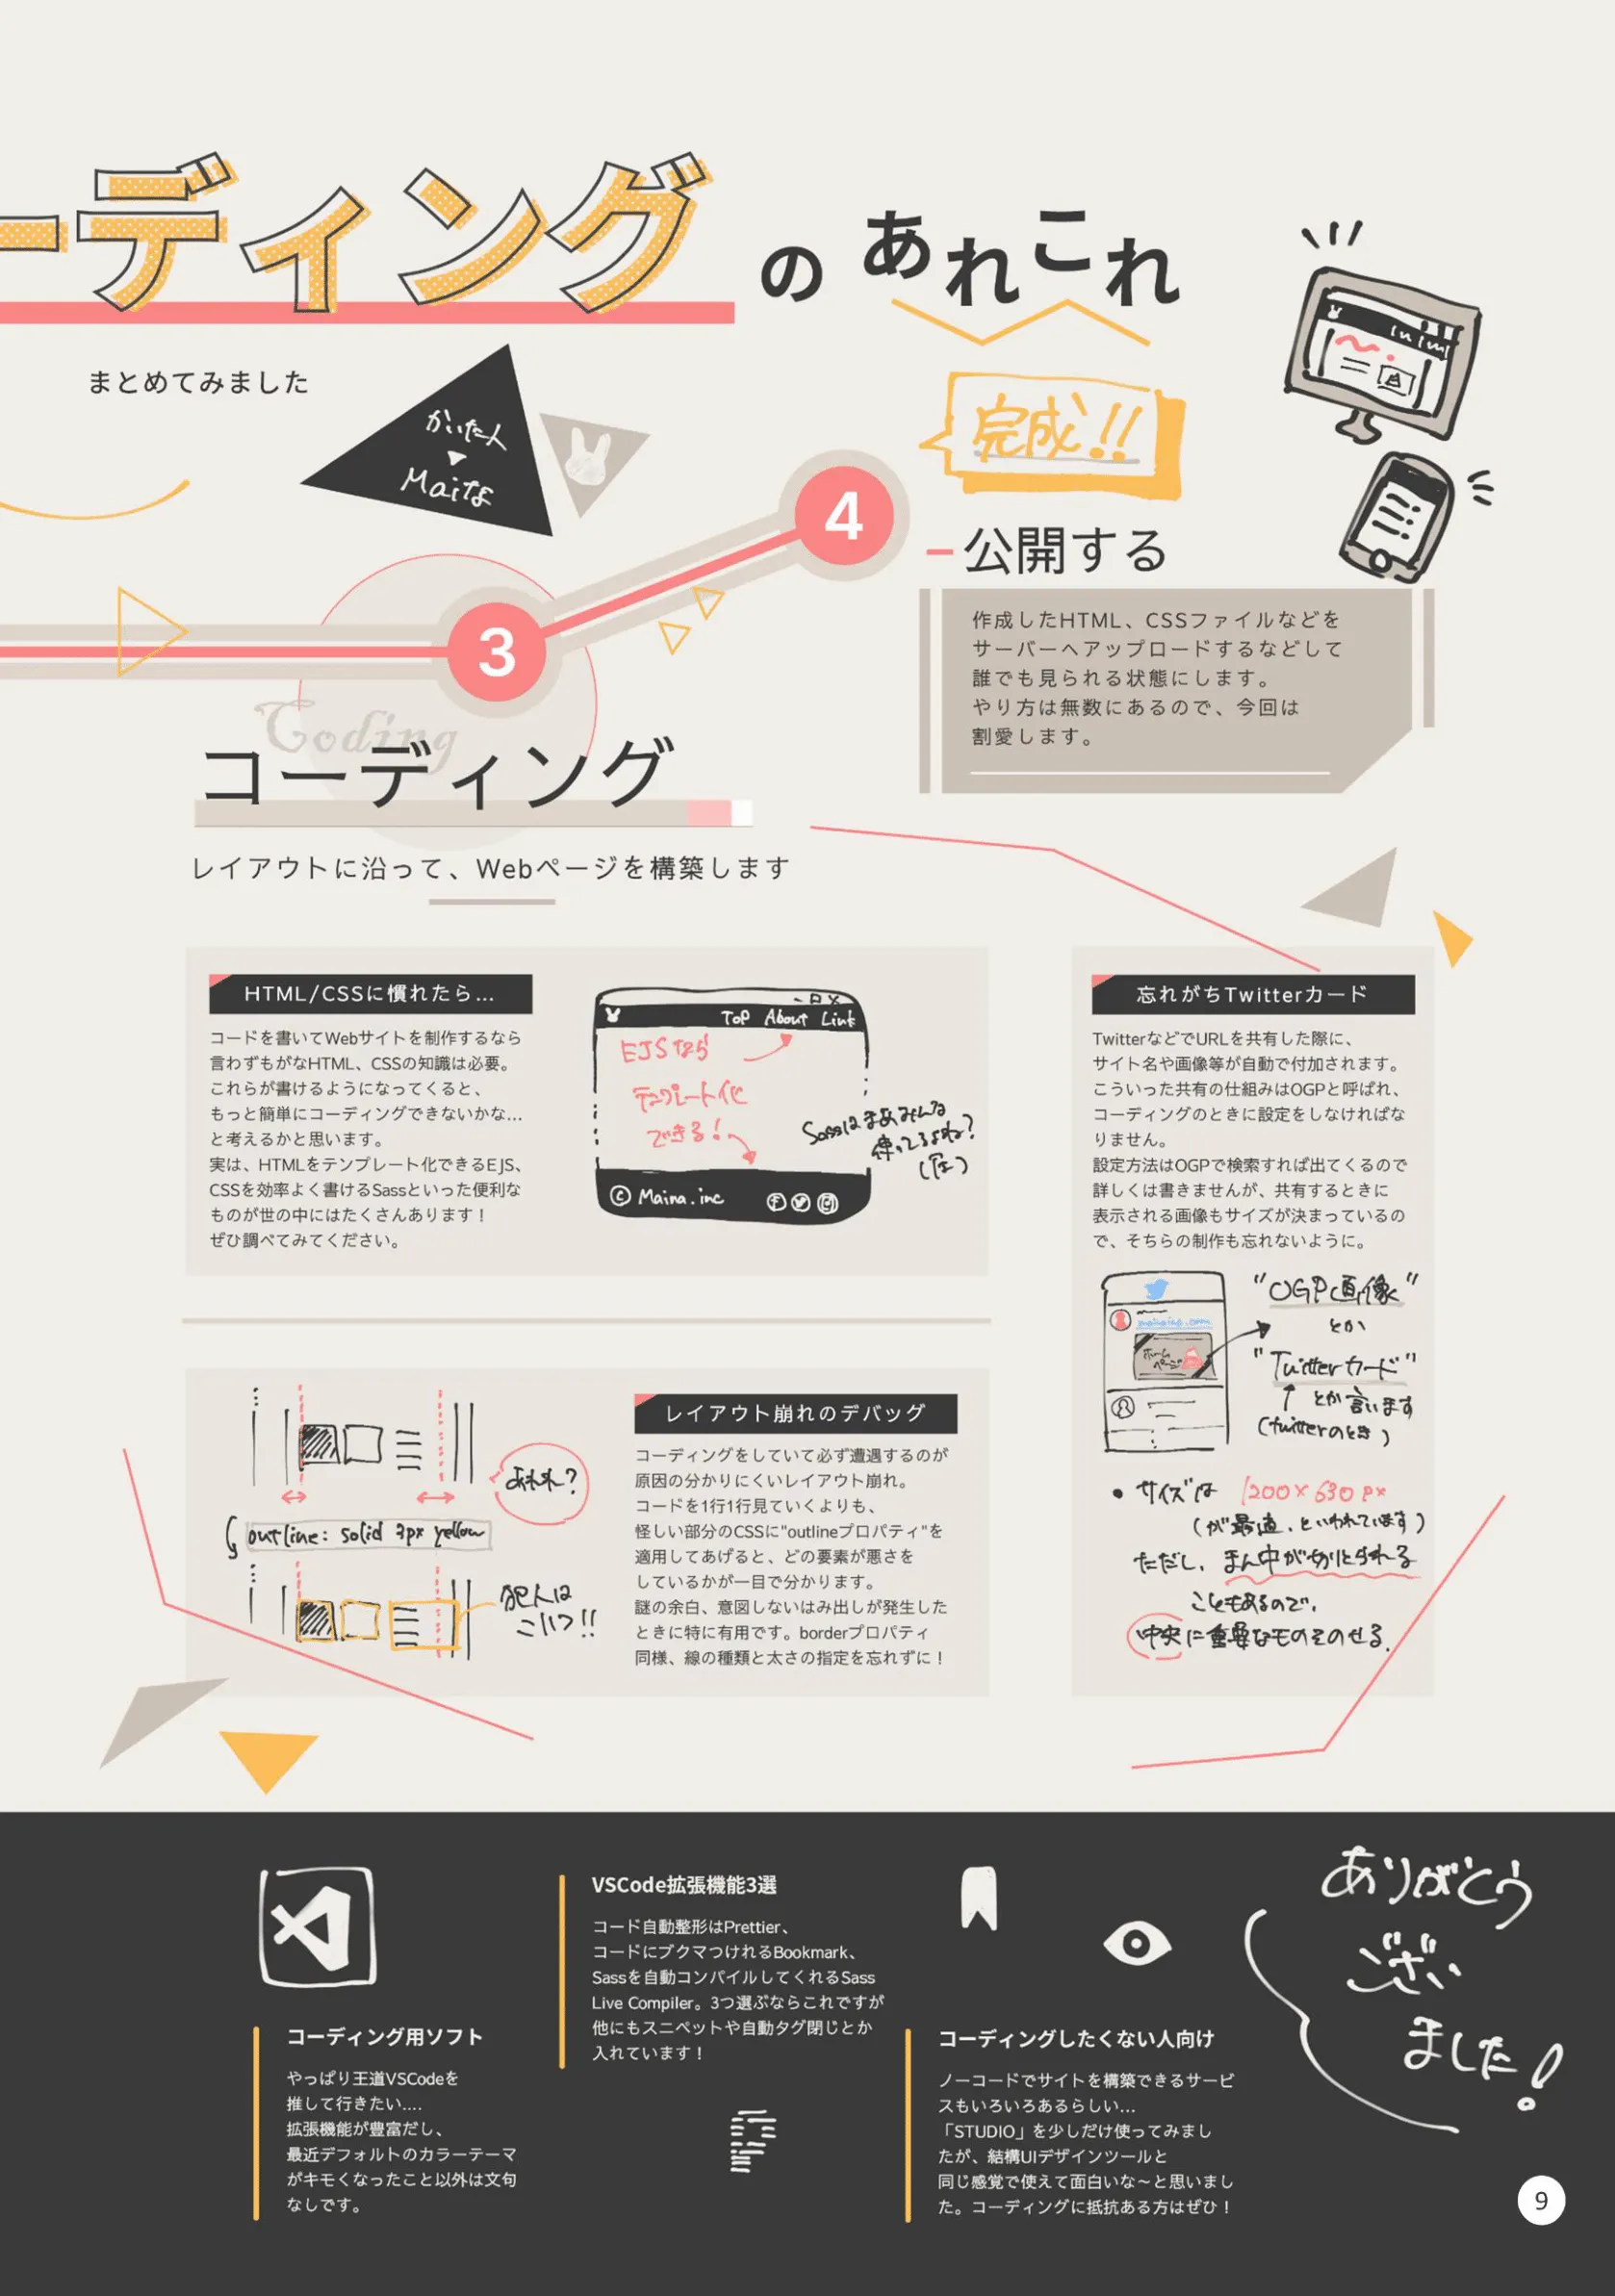 ーディング の あれこれ
まとめてみました
かいた人
Maiな
完成!!
4
公開する
作成したHTML、CSSファイルなどを
サーバーへアップロードするなどして
誰でも見られる状態にします。
やり方は無数にあるので、今回は
割愛します。
3
Coding
コーディング
レイアウトに沿って、Webページを構築します
HTML/CSSに慣れたら...
コードを書いてWebサイトを制作するなら
言わずもがなHTML、CSSの知識は必要。
これらが書けるようになってくると、
もっと簡単にコーディングできないかな...
と考えるかと思います。
実は、HTMLをテンプレート化できるEJS、
CSSを効率よく書けるSassといった便利な
ものが世の中にはたくさんあります！
ぜひ調べてみてください。
Top About Link
EJSなら
テンプレート化
できる!
Sassはまあみんな
使ってるよね?
(圧)
© Maina.inc
レイアウト崩れのデバッグ
コーディングをしていて必ず遭遇するのが
原因の分かりにくいレイアウト崩れ。
コードを1行1行見ていくよりも、
怪しい部分のCSSに"outlineプロパティ"を
適用してあげると、どの要素が悪さを
しているかが一目で分かります。
謎の余白、意図しないはみ出しが発生した
ときに特に有用です。borderプロパティ
同様、線の種類と太さの指定を忘れずに！
あれれ?
outline: solid 3px yellow
犯人は
こいつ!!
忘れがちTwitterカード
TwitterなどでURLを共有した際に、
サイト名や画像等が自動で付加されます。
こういった共有の仕組みはOGPと呼ばれ、
コーディングのときに設定をしなければな
りません。
設定方法はOGPで検索すれば出てくるので
詳しくは書きませんが、共有するときに
表示される画像もサイズが決まっているの
で、そちらの制作も忘れないように。
ホーム
ページ
"OGP画像"
とか
"Twitterカード"
とか言います
(twitterのとき)
• サイズは 1200×630px
(が最適、といわれています)
ただし、まん中が切りとられる
こともあるので、
中央に重要なものをのせる。
コーディング用ソフト
やっぱり王道VSCodeを
推して行きたい....
拡張機能が豊富だし、
最近デフォルトのカラーテーマ
がキモくなったこと以外は文句
なしです。
VSCode拡張機能3選
コード自動整形はPrettier、
コードにブクマつけれるBookmark、
Sassを自動コンパイルしてくれるSass
Live Compiler。3つ選ぶならこれですが
他にもスニペットや自動タグ閉じとか
入れています！
コーディングしたくない人向け
ノーコードでサイトを構築できるサービ
スもいろいろあるらしい...
「STUDIO」を少しだけ使ってみまし
たが、結構UIデザインツールと
同じ感覚で使えて面白いな～と思いまし
た。コーディングに抵抗ある方はぜひ！
ありがとう
ござい
ました!
9